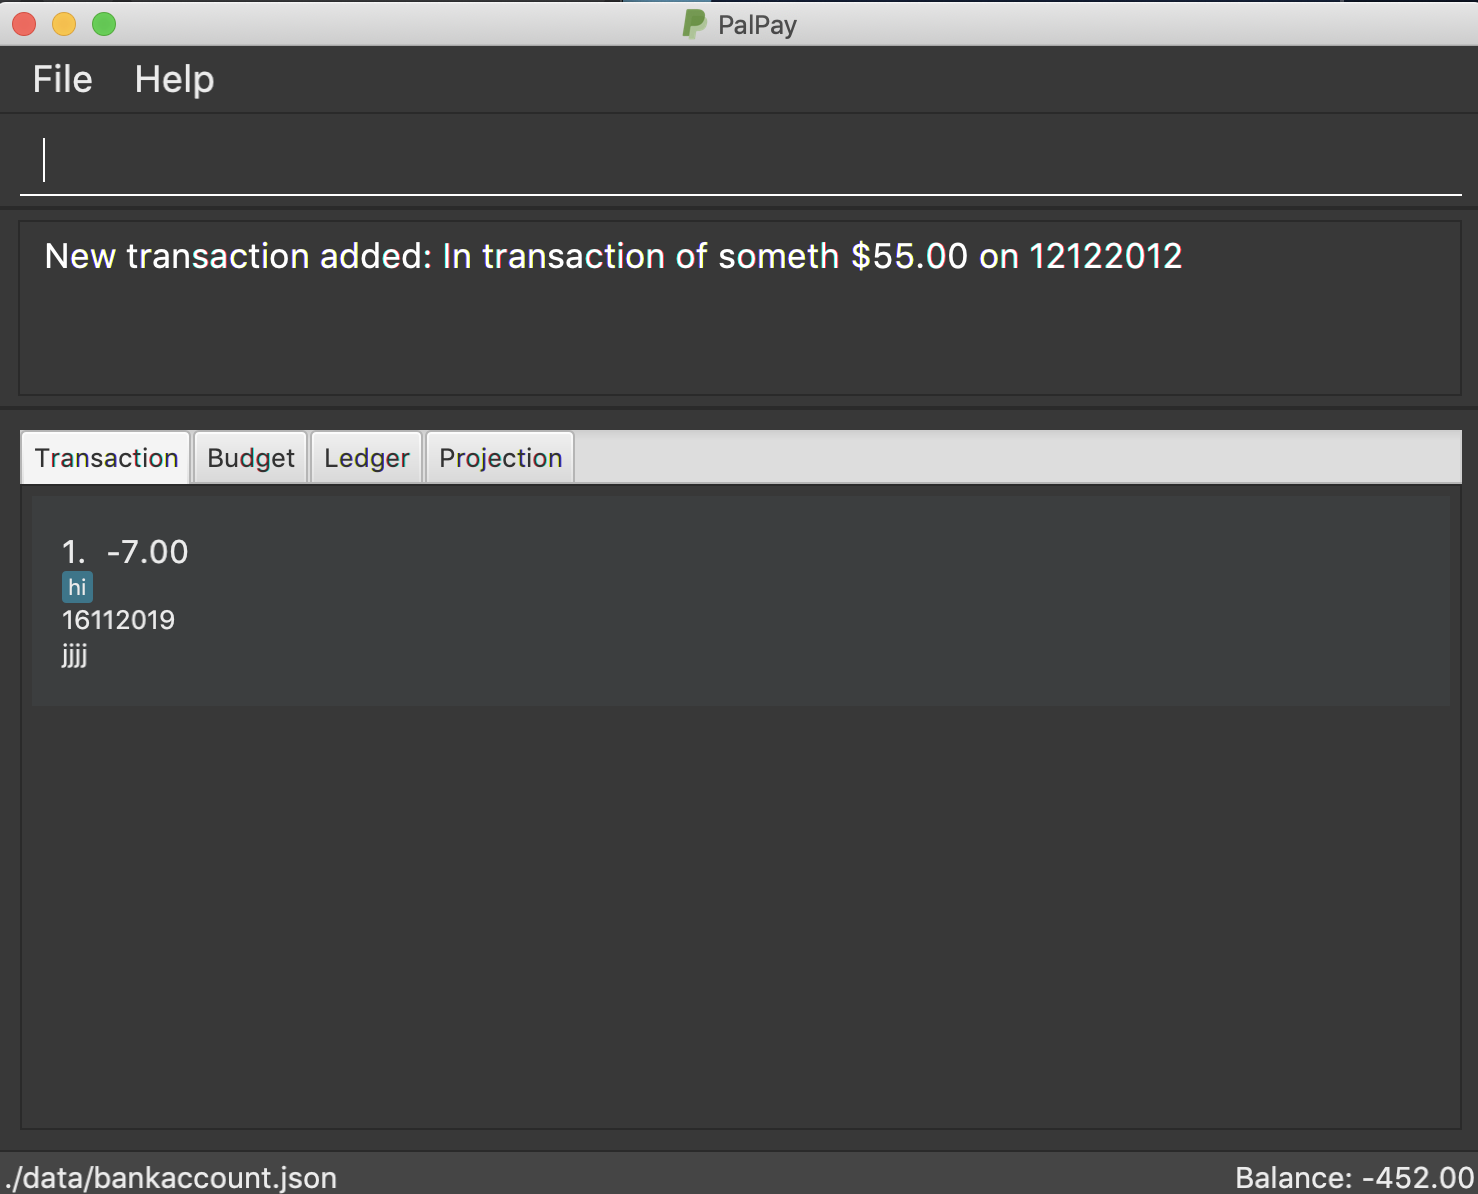 PalPay
File Help
New transaction added: In transaction of someth $55.00 on 12122012
Transaction Budget Ledger Projection
1. -7.00
hi
16112019
jjjj
./data/bankaccount.json Balance: -452.00